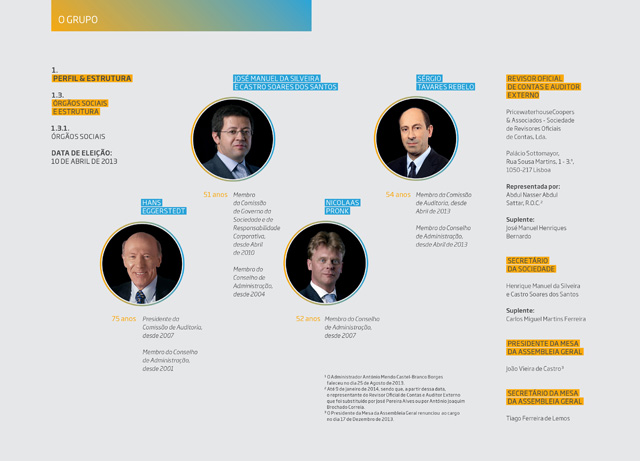 O GRUPO
1.
PERFIL & ESTRUTURA
1.3.
ÓRGÃOS SOCIAIS
E ESTRUTURA
1.3.1.
ÓRGÃOS SOCIAIS
DATA DE ELEIÇÃO:
10 DE ABRIL DE 2013
JOSÉ MANUEL DA SILVEIRA
E CASTRO SOARES DOS SANTOS
51 anos
Membro
da Comissão
de Governo da
Sociedade e de
Responsabilidade
Corporativa,
desde Abril
de 2010
Membro do
Conselho de
Administração,
desde 2004
SÉRGIO
TAVARES REBELO
54 anos
Membro da Comissão
de Auditoria, desde
Abril de 2013
Membro do Conselho
de Administração,
desde Abril de 2013
HANS
EGGERSTEDT
75 anos
Presidente da
Comissão de Auditoria,
desde 2007
Membro do Conselho
de Administração,
desde 2001
NICOLAAS
PRONK
52 anos
Membro do Conselho
de Administração,
desde 2007
REVISOR OFICIAL
DE CONTAS E AUDITOR
EXTERNO
PricewaterhouseCoopers
& Associados – Sociedade
de Revisores Oficiais
de Contas, Lda.
Palácio Sottomayor,
Rua Sousa Martins, 1 - 3.º,
1050-217 Lisboa
Representada por:
Abdul Nasser Abdul
Sattar, R.O.C.²
Suplente:
José Manuel Henriques
Bernardo
SECRETÁRIO
DA SOCIEDADE
Henrique Manuel da Silveira
e Castro Soares dos Santos
Suplente:
Carlos Miguel Martins Ferreira
PRESIDENTE DA MESA
DA ASSEMBLEIA GERAL
João Vieira de Castro³
SECRETÁRIO DA MESA
DA ASSEMBLEIA GERAL
Tiago Ferreira de Lemos
¹ O Administrador António Mendo Castel-Branco Borges
faleceu no dia 25 de Agosto de 2013.
² Até 5 de janeiro de 2014, sendo que, a partir dessa data,
o representante do Revisor Oficial de Contas e Auditor Externo
que foi substituído por José Pereira Alves ou por António Joaquim
Brochado Correia.
³ O Presidente da Mesa da Assembleia Geral renunciou ao cargo
no dia 17 de Dezembro de 2013.